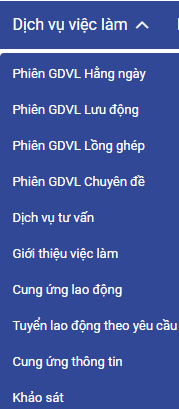 Dịch vụ việc làm
Phiên GDVL Hằng ngày
Phiên GDVL Lưu động
Phiên GDVL Lồng ghép
Phiên GDVL Chuyên đề
Dịch vụ tư vấn
Giới thiệu việc làm
Cung ứng lao động
Tuyển lao động theo yêu cầu
Cung ứng thông tin
Khảo sát